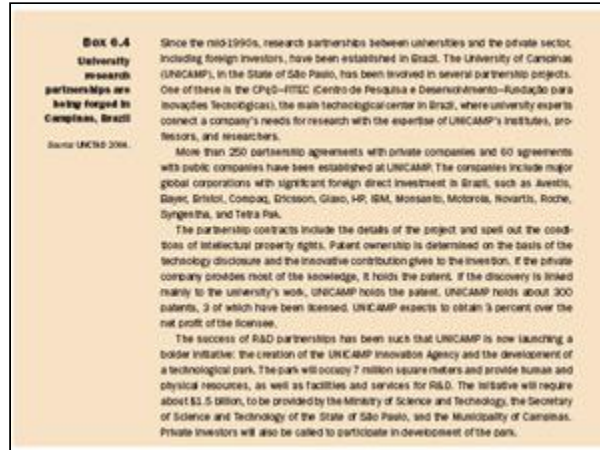 Box 6.4
University
research
partnerships are
being forged in
Campinas, Brazil
Source: UNCTAD 2004.
Since the mid-1990s, research partnerships between universities and the private sector,
including foreign investors, have been established in Brazil. The University of Campinas
(UNICAMP), in the State of São Paulo, has been involved in several partnership projects.
One of these is the CPqD–FITEC (Centro de Pesquisa e Desenvolvimento–Fundação para
Inovações Tecnológicas), the main technological center in Brazil, where university experts
connect a company's needs for research with the expertise of UNICAMP's institutes, pro-
fessors, and researchers.
More than 250 partnership agreements with private companies and 60 agreements
with public companies have been established at UNICAMP. The companies include major
global corporations with significant foreign direct investment in Brazil, such as Aventis,
Bayer, Bristol, Compaq, Ericsson, Glaxo, HP, IBM, Monsanto, Motorola, Novartis, Roche,
Syngentha, and Tetra Pak.
The partnership contracts include the details of the project and spell out the condi-
tions of intellectual property rights. Patent ownership is determined on the basis of the
technology disclosure and the innovative contribution given to the invention. If the private
company provides most of the knowledge, it holds the patent. If the discovery is linked
mainly to the university's work, UNICAMP holds the patent. UNICAMP holds about 300
patents, 3 of which have been licensed. UNICAMP expects to obtain percent over the
net profit of the licensee.
The success of R&D partnerships has been such that UNICAMP is now launching a
bolder initiative: the creation of the UNICAMP Innovation Agency and the development of
a technological park. The park will occupy 7 million square meters and provide human and
physical resources, as well as facilities and services for R&D. The initiative will require
about $1.5 billion, to be provided by the Ministry of Science and Technology, the Secretary
of Science and Technology of the State of São Paulo, and the Municipality of Campinas.
Private investors will also be called to participate in development of the park.